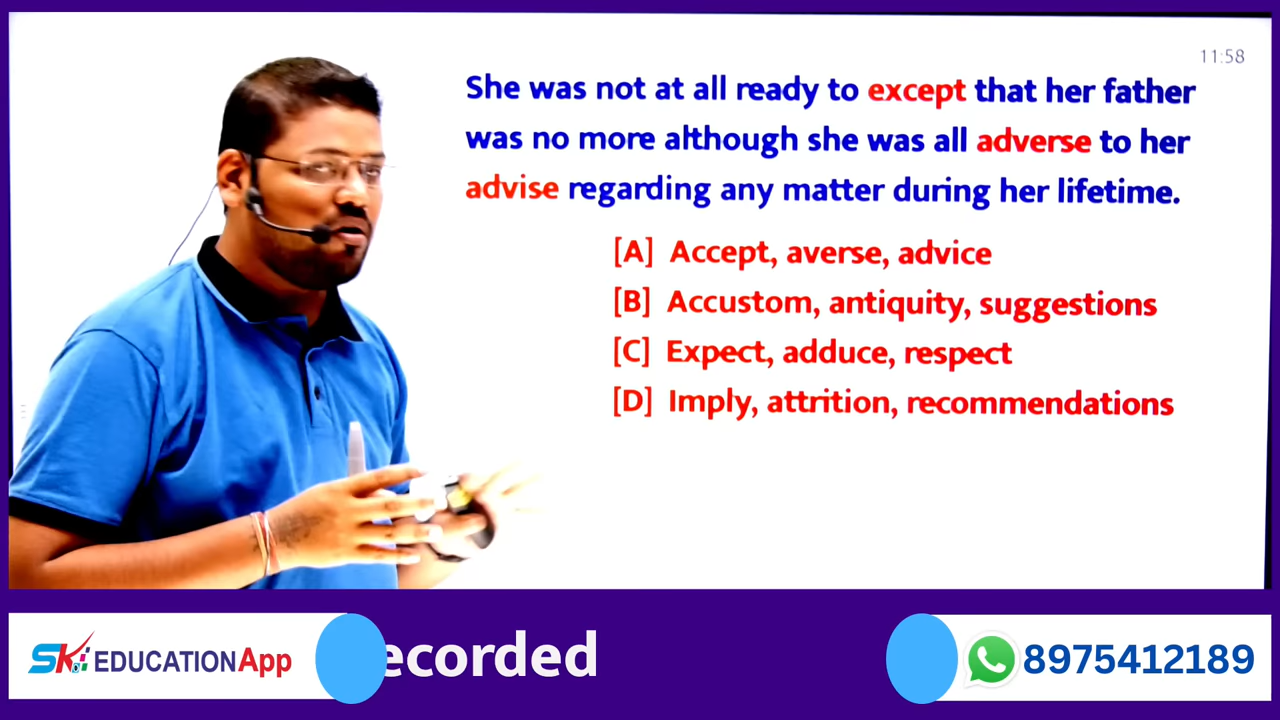 11:58
She was not at all ready to except that her father
was no more although she was all adverse to her
advise regarding any matter during her lifetime.
[A] Accept, averse, advice
[B] Accustom, antiquity, suggestions
[C] Expect, adduce, respect
[D] Imply, attrition, recommendations
SK EDUCATION App
ecorded
8975412189